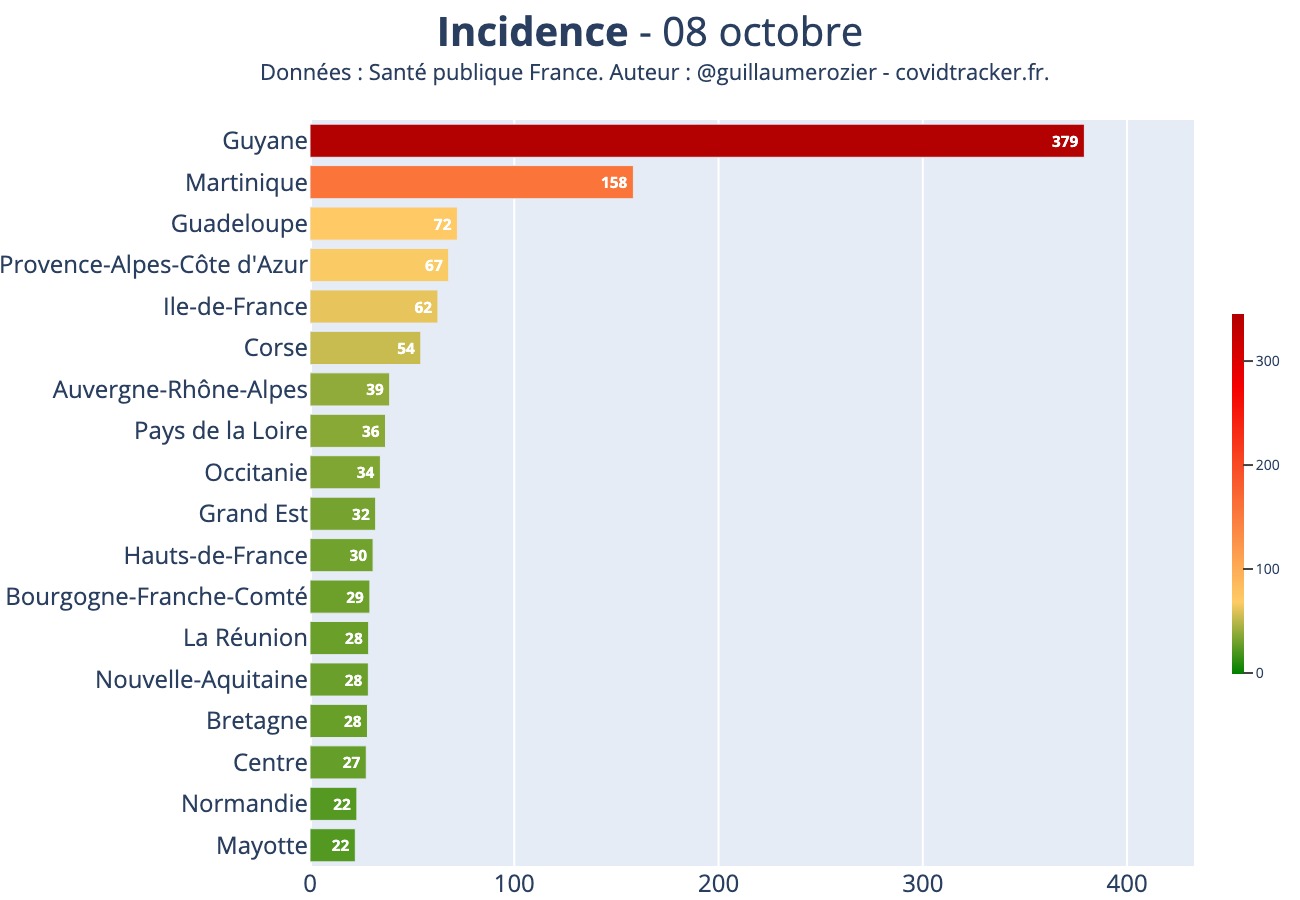 Incidence - 08 octobre
Données : Santé publique France. Auteur : @guillaumerozier - covidtracker.fr.
Guyane 379
Martinique 158
Guadeloupe 72
Provence-Alpes-Côte d'Azur 67
Ile-de-France 62
Corse 54
Auvergne-Rhône-Alpes 39
Pays de la Loire 36
Occitanie 34
Grand Est 32
Hauts-de-France 30
Bourgogne-Franche-Comté 29
La Réunion 28
Nouvelle-Aquitaine 28
Bretagne 28
Centre 27
Normandie 22
Mayotte 22
0 100 200 300 400
300
200
100
0